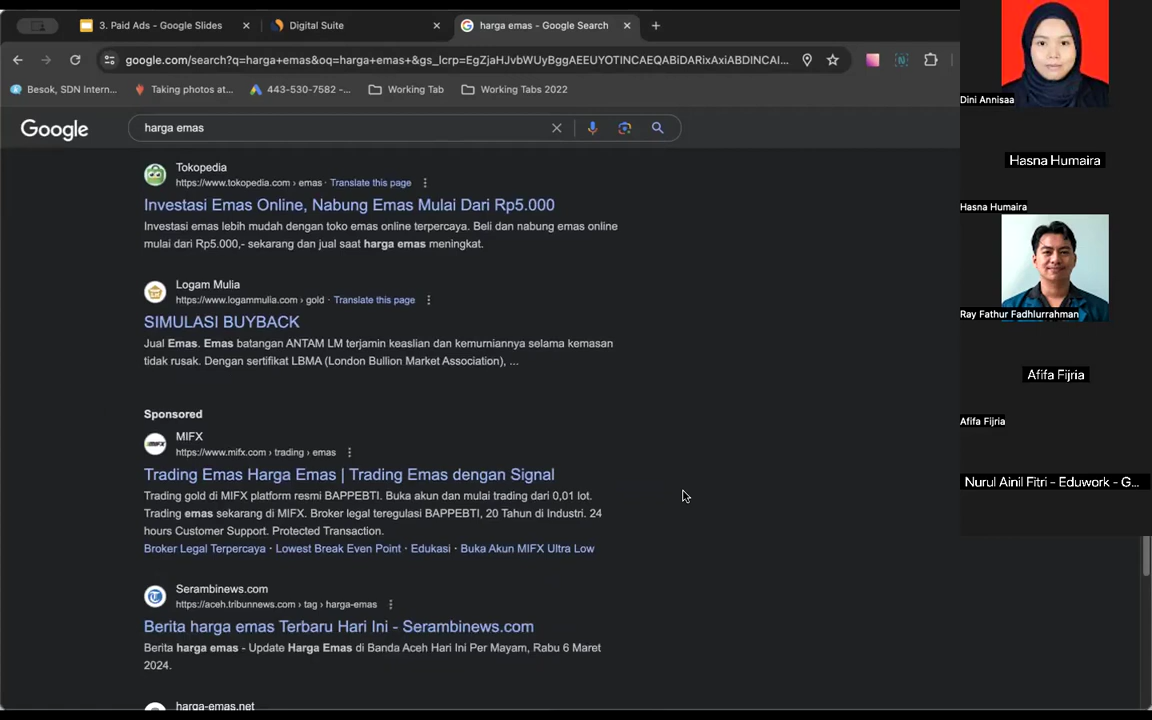 3. Paid Ads - Google Slides
Digital Suite
harga emas - Google Search
google.com/search?q=harga+emas&oq=harga+emas+&gs_lcrp=EgZjaHJvbWUyBggAEEUYOTINCAEQABiDARixAxiABDINCAI...
Besok, SDN Intern...
Taking photos at...
443-530-7582 -...
Working Tab
Working Tabs 2022
Google
harga emas
Tokopedia
https://www.tokopedia.com › emas · Translate this page
Investasi Emas Online, Nabung Emas Mulai Dari Rp5.000
Investasi emas lebih mudah dengan toko emas online terpercaya. Beli dan nabung emas online
mulai dari Rp5.000,- sekarang dan jual saat harga emas meningkat.
Logam Mulia
https://www.logammulia.com › gold · Translate this page
SIMULASI BUYBACK
Jual Emas. Emas batangan ANTAM LM terjamin keaslian dan kemurniannya selama kemasan
tidak rusak. Dengan sertifikat LBMA (London Bullion Market Association), ...
Sponsored
MIFX
https://www.mifx.com › trading › emas
Trading Emas Harga Emas | Trading Emas dengan Signal
Trading gold di MIFX platform resmi BAPPEBTI. Buka akun dan mulai trading dari 0,01 lot.
Trading emas sekarang di MIFX. Broker legal teregulasi BAPPEBTI, 20 Tahun di Industri. 24
hours Customer Support. Protected Transaction.
Broker Legal Terpercaya · Lowest Break Even Point · Edukasi · Buka Akun MIFX Ultra Low
Serambinews.com
https://aceh.tribunnews.com › tag › harga-emas
Berita harga emas Terbaru Hari Ini - Serambinews.com
Berita harga emas - Update Harga Emas di Banda Aceh Hari Ini Per Mayam, Rabu 6 Maret
2024.
harga-emas.net
Dini Annisaa
Hasna Humaira
Hasna Humaira
Ray Fathur Fadhlurrahman
Afifa Fijria
Afifa Fijria
Nurul Ainil Fitri - Eduwork - G...